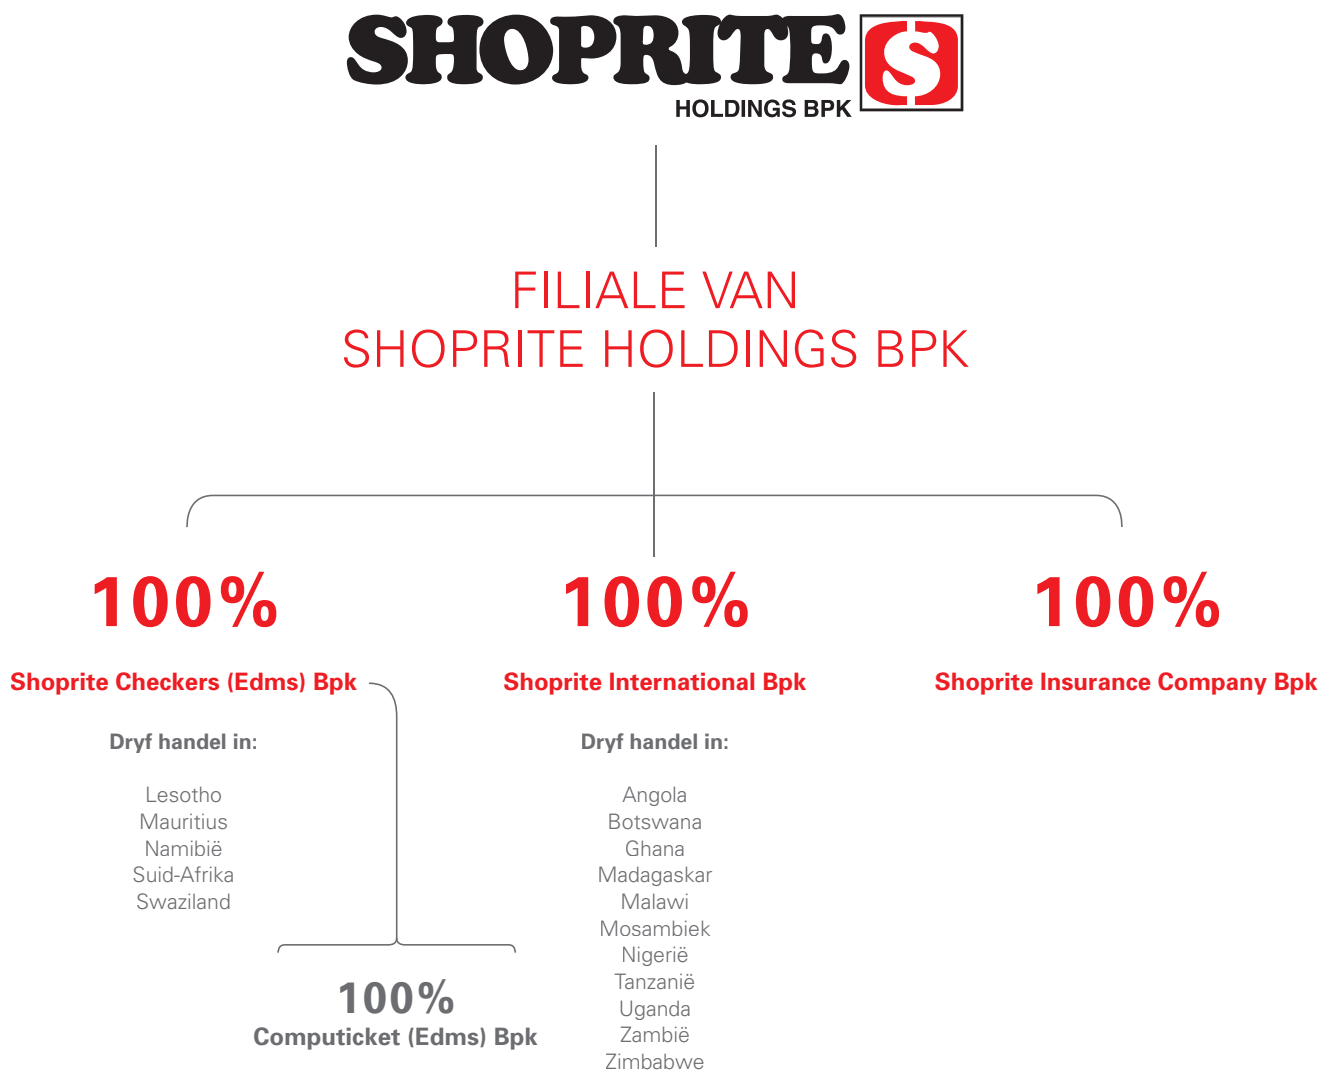 SHOPRITE
HOLDINGS BPK
FILIALE VAN
SHOPRITE HOLDINGS BPK
100%
Shoprite Checkers (Edms) Bpk
Dryf handel in:
Lesotho
Mauritius
Namibië
Suid-Afrika
Swaziland
100%
Computicket (Edms) Bpk
100%
Shoprite International Bpk
Dryf handel in:
Angola
Botswana
Ghana
Madagaskar
Malawi
Mosambiek
Nigerië
Tanzanië
Uganda
Zambië
Zimbabwe
100%
Shoprite Insurance Company Bpk